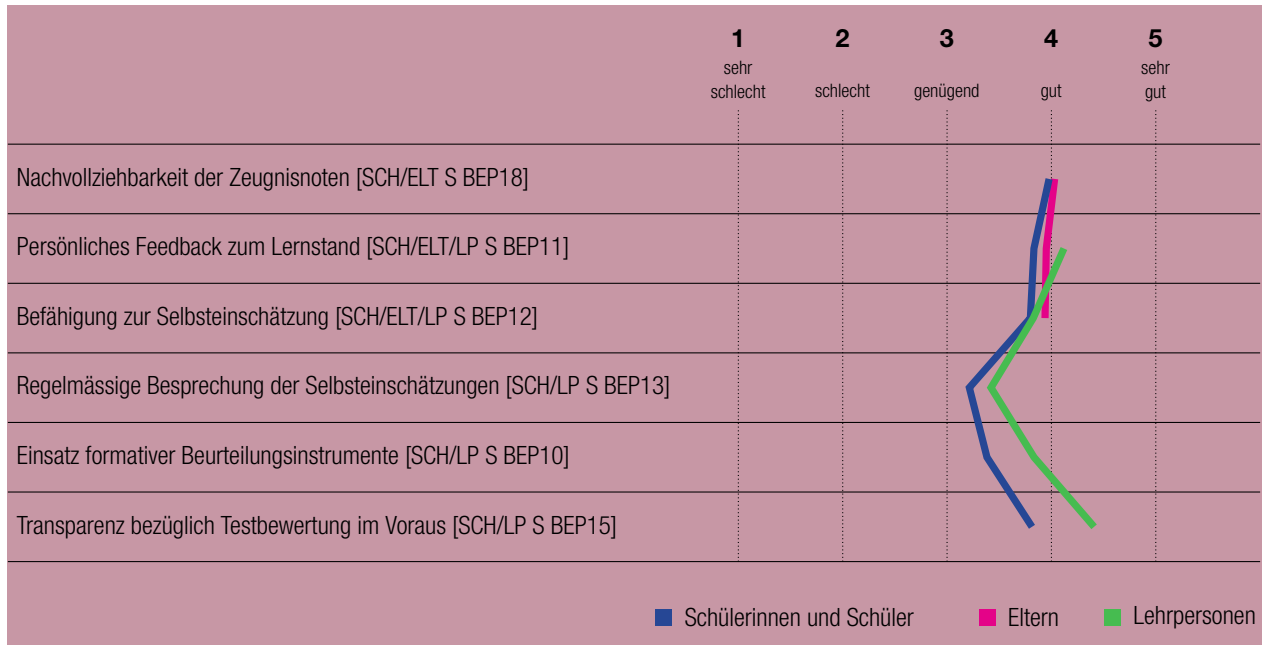 1 2 3 4 5
sehr schlecht schlecht genügend gut sehr gut
Nachvollziehbarkeit der Zeugnisnoten [SCH/ELT S BEP18]
Persönliches Feedback zum Lernstand [SCH/ELT/LP S BEP11]
Befähigung zur Selbsteinschätzung [SCH/ELT/LP S BEP12]
Regelmässige Besprechung der Selbsteinschätzungen [SCH/LP S BEP13]
Einsatz formativer Beurteilungsinstrumente [SCH/LP S BEP10]
Transparenz bezüglich Testbewertung im Voraus [SCH/LP S BEP15]
Schülerinnen und Schüler Eltern Lehrpersonen